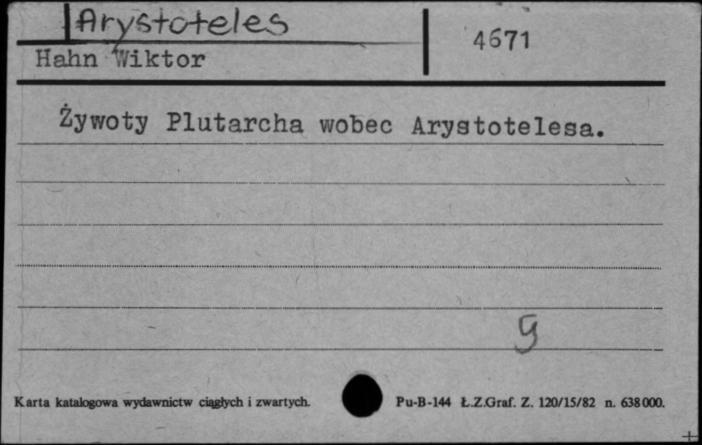 Arystoteles
4671
Hahn Wiktor
Żywoty Plutarcha wobec Arystotelesa.
g
Karta katalogowa wydawnictw ciągłych i zwartych. Pu-B-144 Ł.Z.Graf. Z. 120/15/82 n. 638000.